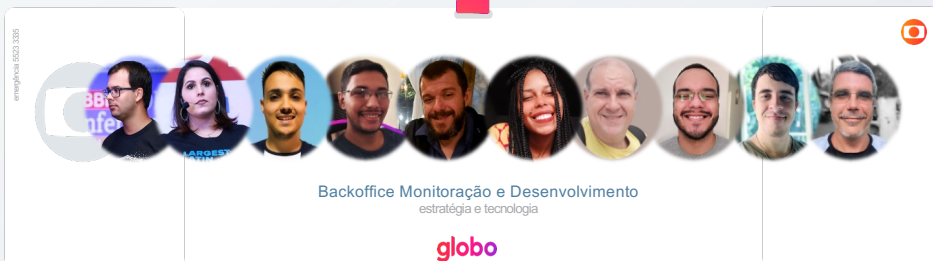 emergência 5523 3335
Backoffice Monitoração e Desenvolvimento
estratégia e tecnologia
globo